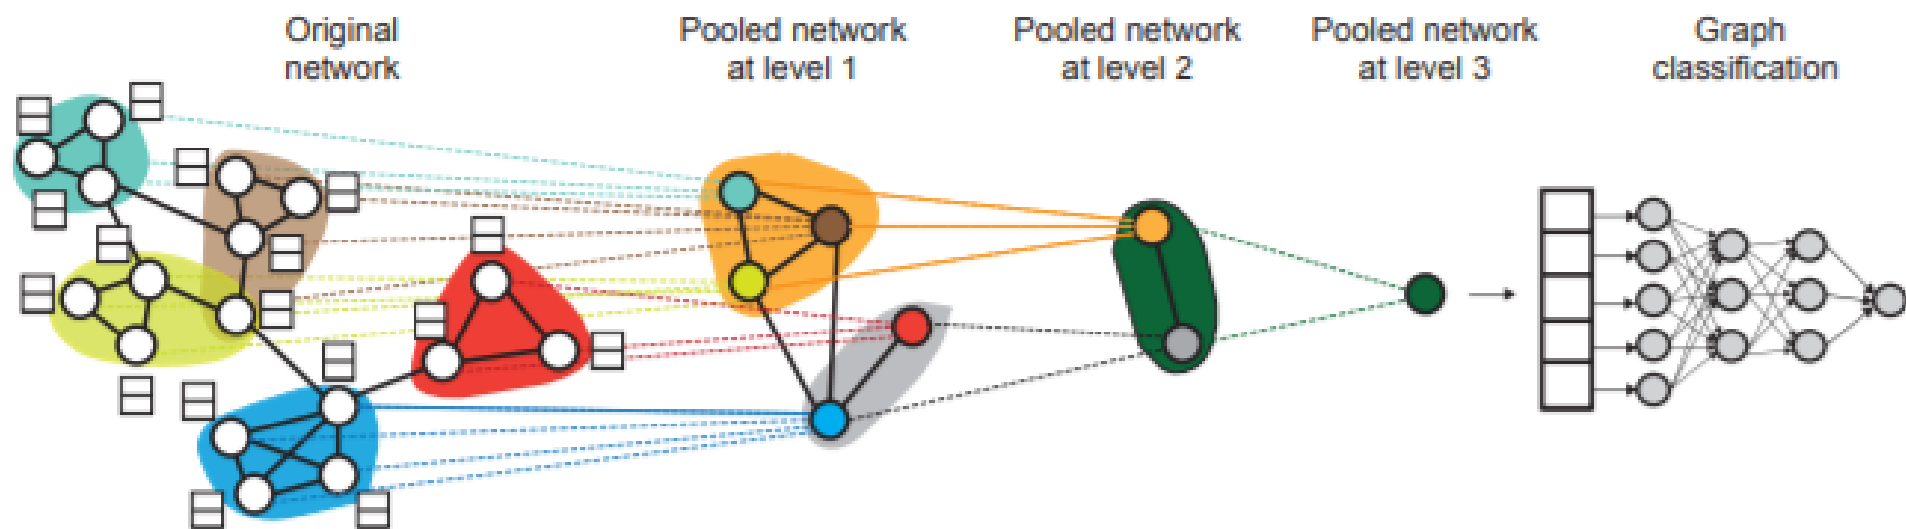 Original
network
Pooled network
at level 1
Pooled network
at level 2
Pooled network
at level 3
Graph
classification